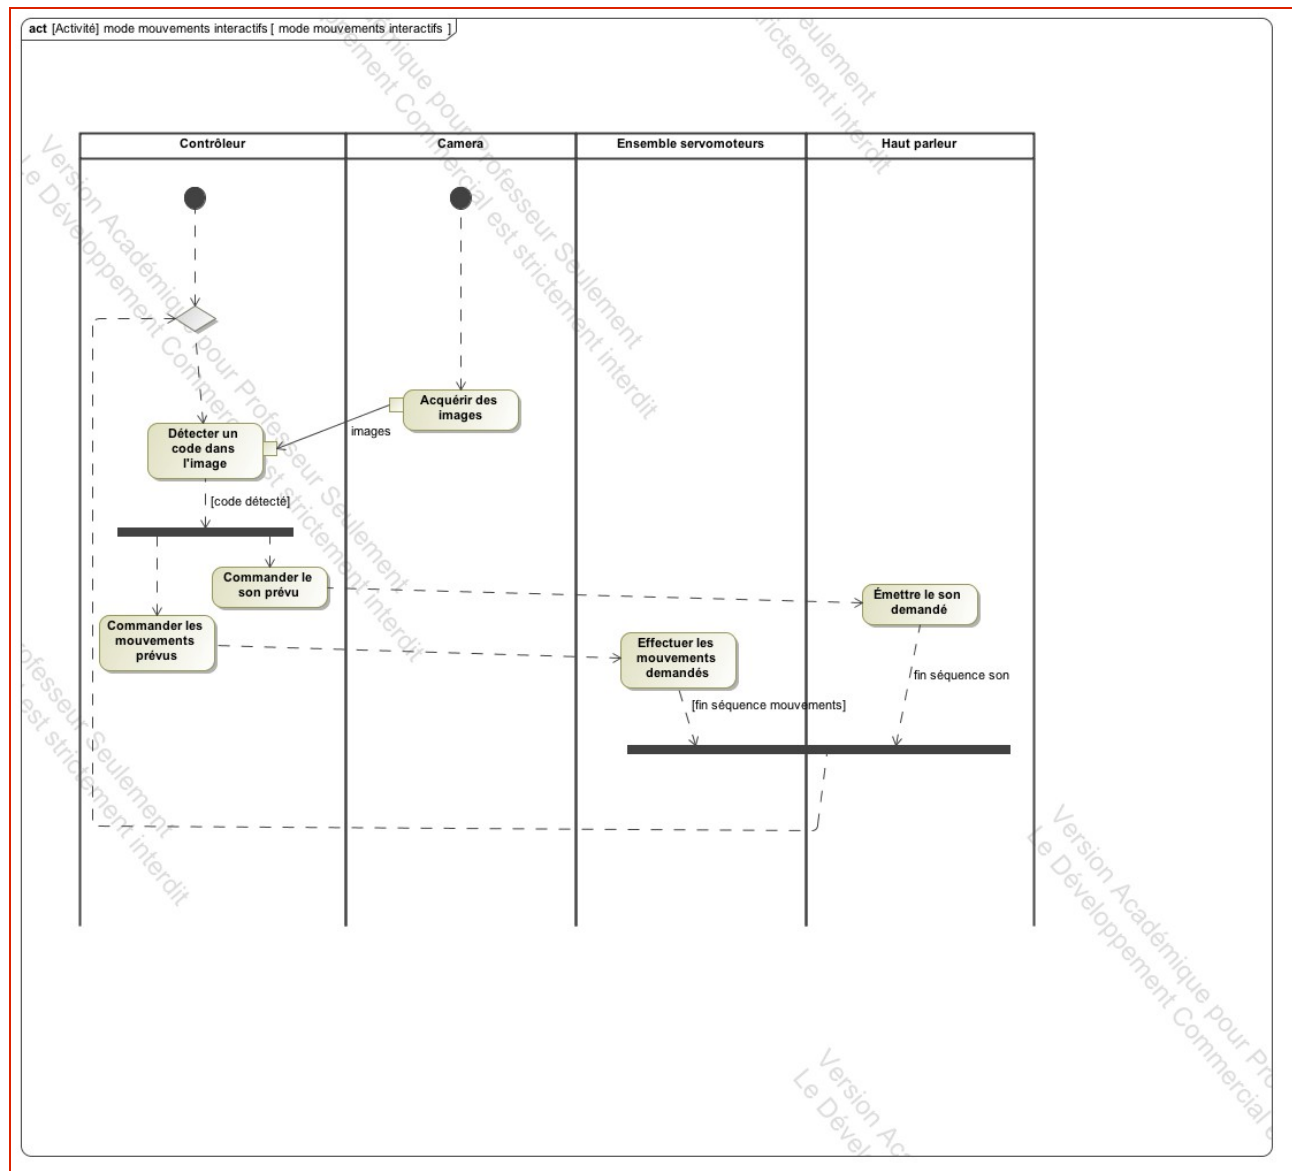 act [Activité] mode mouvements interactifs [ mode mouvements interactifs ]
Contrôleur
Camera
Ensemble servomoteurs
Haut parleur
Acquérir des
images
images
Détecter un
code dans
l'image
[code détecté]
Commander le
son prévu
Émettre le son
demandé
Commander les
mouvements
prévus
Effectuer les
mouvements
demandés
fin séquence son
[fin séquence mouvements]
Version Académique pour Professeur Seulement
Le Développement Commercial est strictement interdit